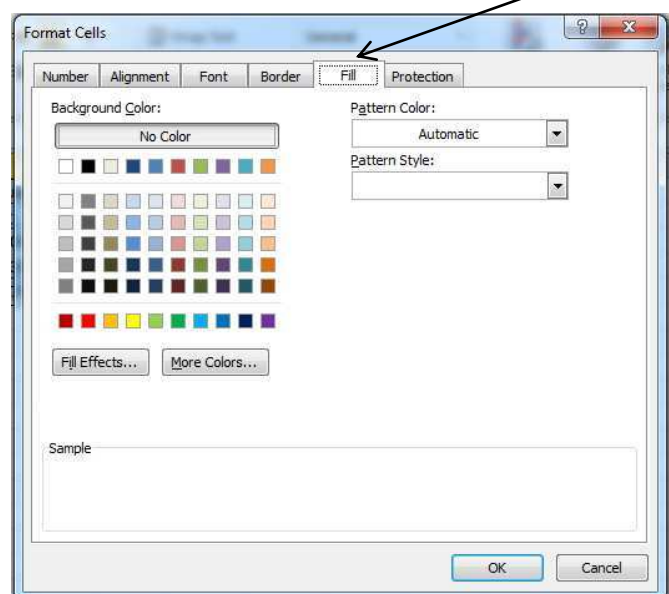 Format Cells
Number Alignment Font Border Fill Protection
Background Color: Pattern Color:
No Color Automatic
Pattern Style:
Fill Effects... More Colors...
Sample
OK Cancel